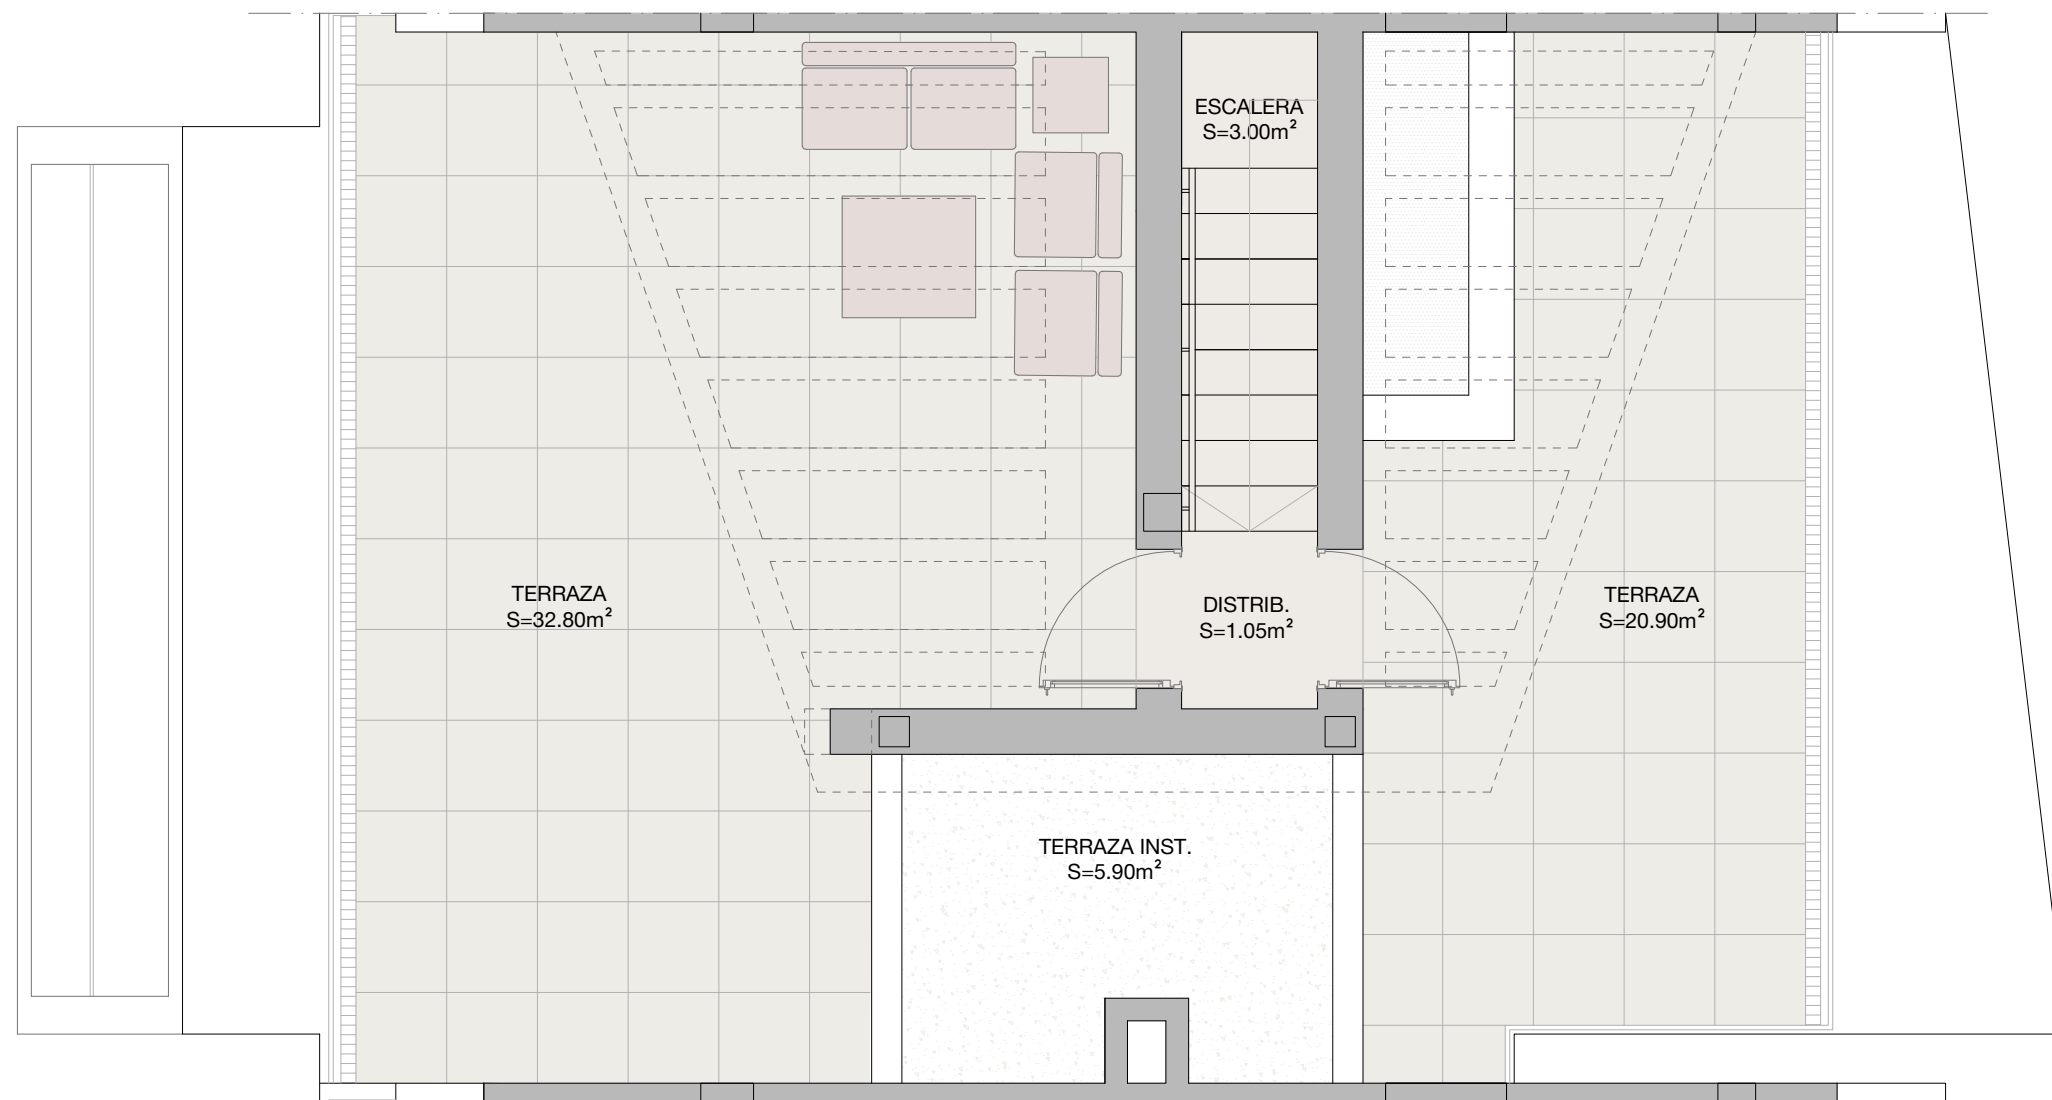 ESCALERA
S=3.00m²
TERRAZA
S=32.80m²
DISTRIB.
S=1.05m²
TERRAZA
S=20.90m²
TERRAZA INST.
S=5.90m²